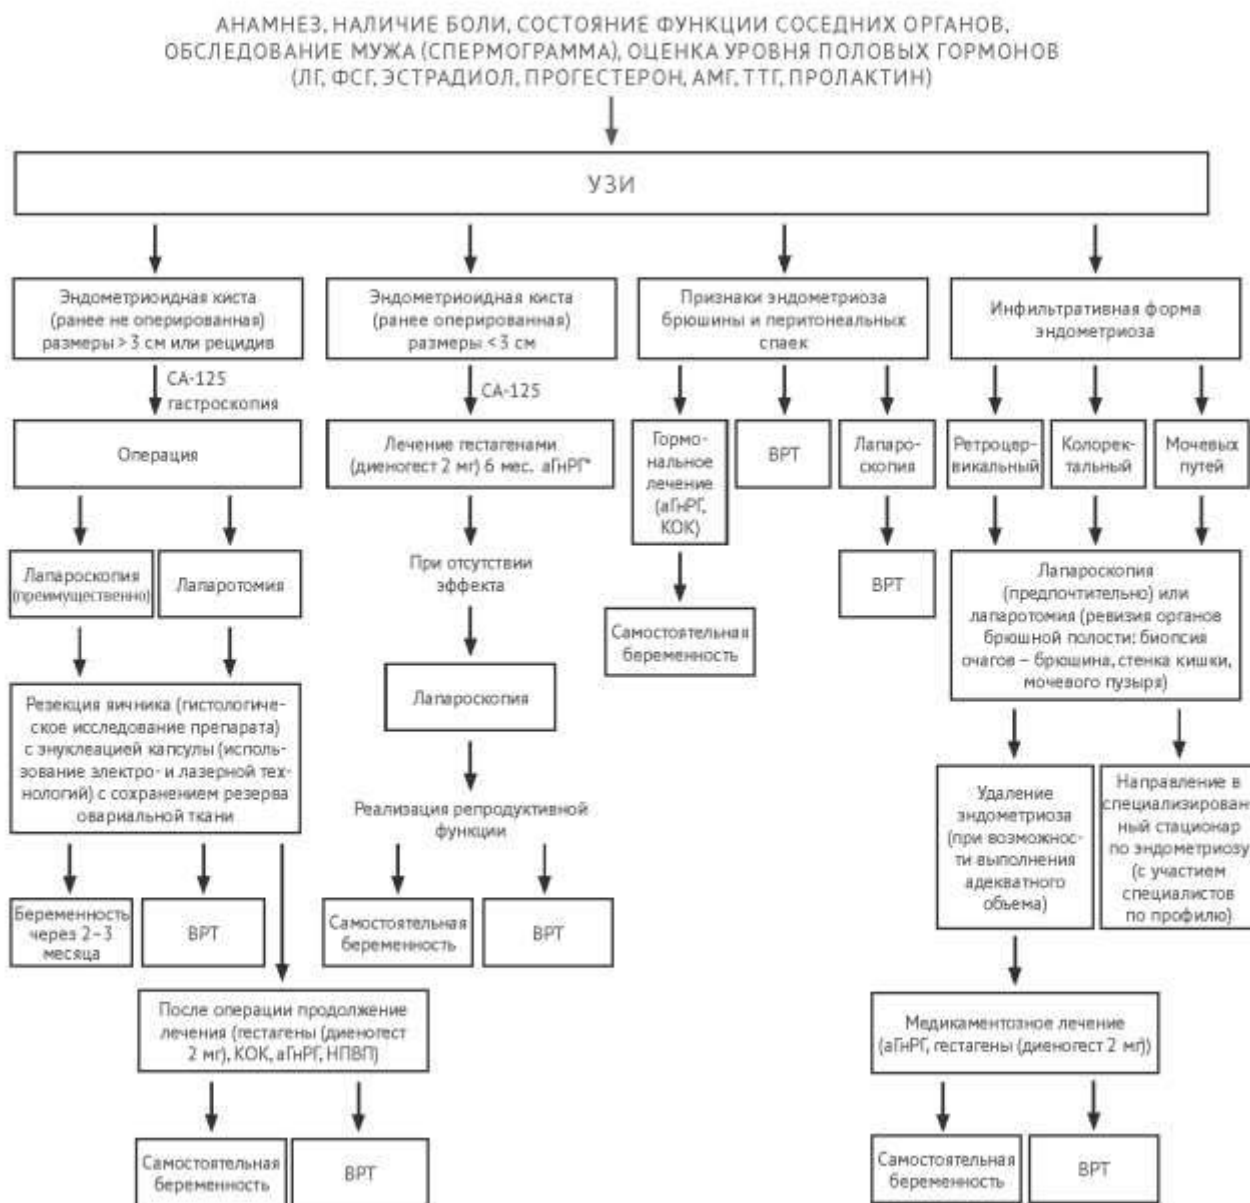 АНАМНЕЗ, НАЛИЧИЕ БОЛИ, СОСТОЯНИЕ ФУНКЦИИ СОСЕДНИХ ОРГАНОВ,
ОБСЛЕДОВАНИЕ МУЖА (СПЕРМОГРАММА), ОЦЕНКА УРОВНЯ ПОЛОВЫХ ГОРМОНОВ
(ЛГ, ФСГ, ЭСТРАДИОЛ, ПРОГЕСТЕРОН, АМГ, ТТГ, ПРОЛАКТИН)
УЗИ
Эндометриоидная киста
(ранее не оперированная)
размеры > 3 см или рецидив
СА-125
гастроскопия
Операция
Лапароскопия
(преимущественно)
Лапаротомия
Резекция яичника (гистологиче-
ское исследование препарата)
с энуклеацией капсулы (исполь-
зование электро- и лазерной тех-
нологий) с сохранением резерва
овариальной ткани
Беременность
через 2–3
месяца
ВРТ
После операции продолжение
лечения (гестагены (диеногест
2 мг), КОК, аГнРГ, НПВП)
Самостоятельная
беременность
ВРТ
Эндометриоидная киста
(ранее оперированная)
размеры < 3 см
СА-125
Лечение гестагенами
(диеногест 2 мг) 6 мес. аГнРГ*
При отсутствии
эффекта
Лапароскопия
Реализация репродуктивной
функции
Самостоятельная
беременность
ВРТ
Признаки эндометриоза
брюшины и перитонеальных
спаек
Гормо-
нальное
лечение
(аГнРГ,
КОК)
Самостоятельная
беременность
ВРТ
Лапаро-
скопия
ВРТ
Инфильтративная форма
эндометриоза
Ретроцер-
викальный
Колорек-
тальный
Мочевых
путей
Лапароскопия
(предпочтительно) или
лапаротомия (ревизия органов
брюшной полости: биопсия
очагов – брюшина, стенка кишки,
мочевого пузыря)
Удаление
эндометриоза
(при возможнос-
ти выполнения
адекватного
объема)
Направление в
специализирован
ный стационар
по эндометриозу
(с участием
специалистов
по профилю)
Медикаментозное лечение
(аГнРГ, гестагены (диеногест 2 мг))
Самостоятельная
беременность
ВРТ